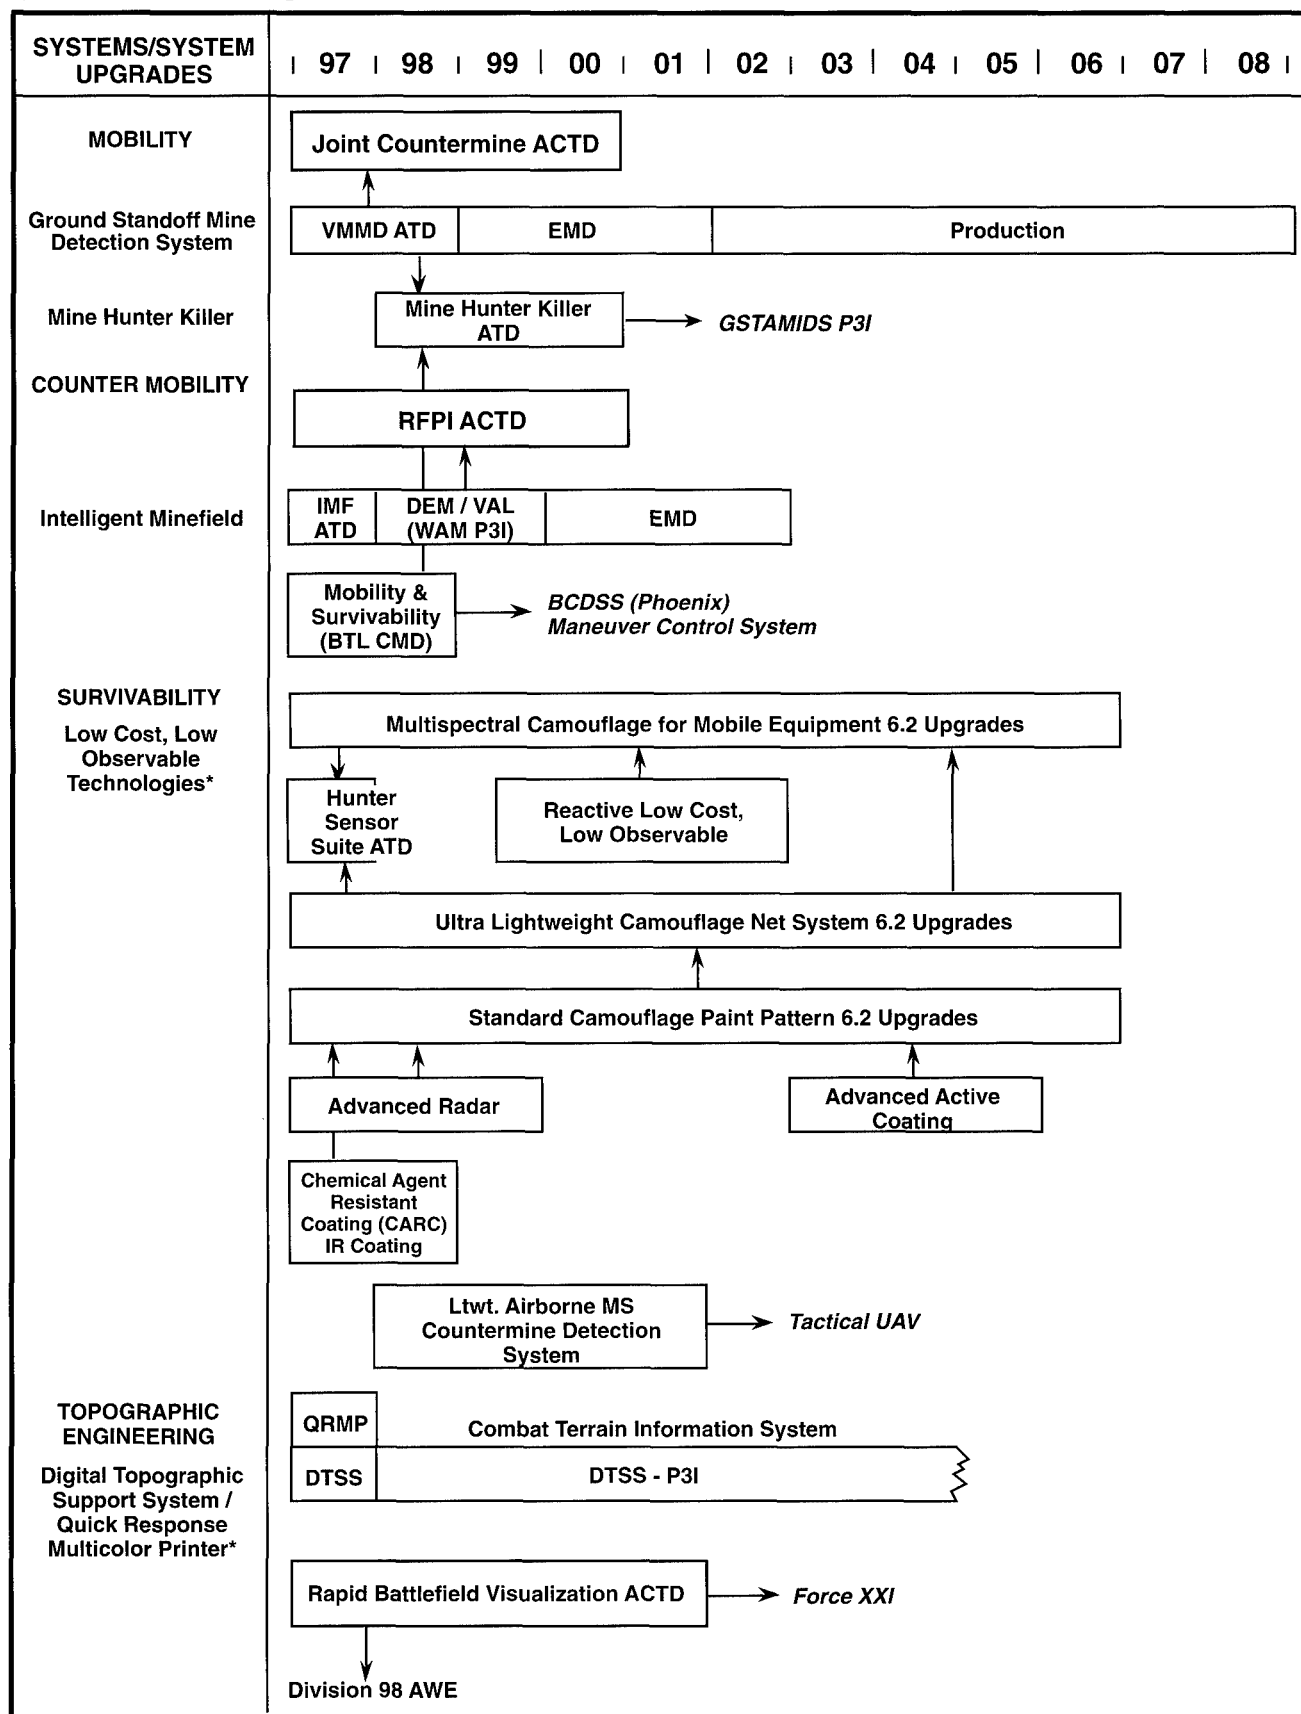 SYSTEMS/SYSTEM
UPGRADES
97 98 99 00 01 02 03 04 05 06 07 08
MOBILITY
Joint Countermine ACTD
Ground Standoff Mine
Detection System
VMMD ATD
EMD
Production
Mine Hunter Killer
Mine Hunter Killer
ATD
GSTAMIDS P3I
COUNTER MOBILITY
RFPI ACTD
Intelligent Minefield
IMF
ATD
DEM / VAL
(WAM P3I)
EMD
Mobility &
Survivability
(BTL CMD)
BCDSS (Phoenix)
Maneuver Control System
SURVIVABILITY
Low Cost, Low
Observable
Technologies*
Multispectral Camouflage for Mobile Equipment 6.2 Upgrades
Hunter
Sensor
Suite ATD
Reactive Low Cost,
Low Observable
Ultra Lightweight Camouflage Net System 6.2 Upgrades
Standard Camouflage Paint Pattern 6.2 Upgrades
Advanced Radar
Advanced Active
Coating
Chemical Agent
Resistant
Coating (CARC)
IR Coating
Ltwt. Airborne MS
Countermine Detection
System
Tactical UAV
TOPOGRAPHIC
ENGINEERING
QRMP
Combat Terrain Information System
Digital Topographic
Support System /
Quick Response
Multicolor Printer*
DTSS
DTSS - P3I
Rapid Battlefield Visualization ACTD
Force XXI
Division 98 AWE